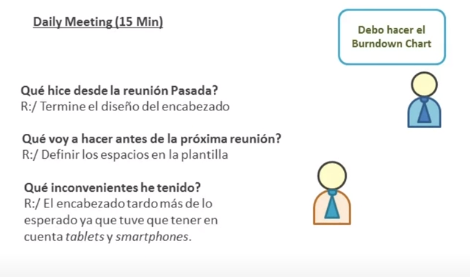 Daily Meeting (15 Min)
Debo hacer el
Burndown Chart
Qué hice desde la reunión Pasada?
R:/ Termine el diseño del encabezado
Qué voy a hacer antes de la próxima reunión?
R:/ Definir los espacios en la plantilla
Qué inconvenientes he tenido?
R:/ El encabezado tardo más de lo
esperado ya que tuve que tener en
cuenta tablets y smartphones.